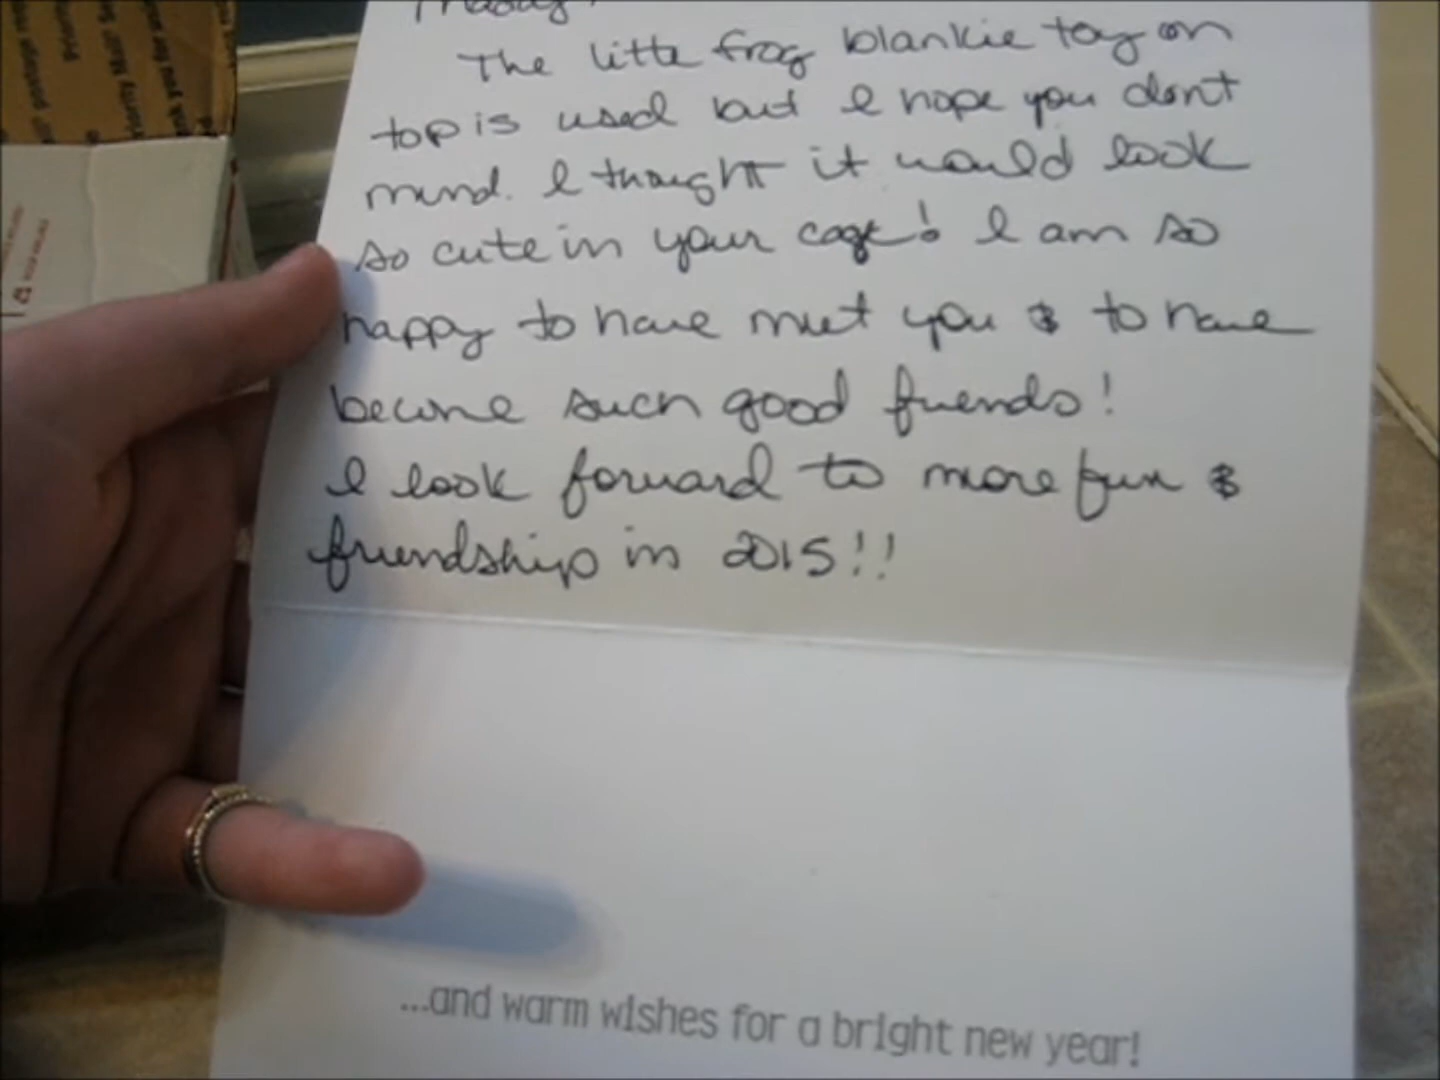 The little frog blankie toy on
top is used but I hope you don't
mind. I thought it would look
so cute in your cage! I am so
happy to have met you & to have
become such good friends!
I look forward to more fun &
friendship in 2015!!
...and warm wishes for a bright new year!
Priority Mail